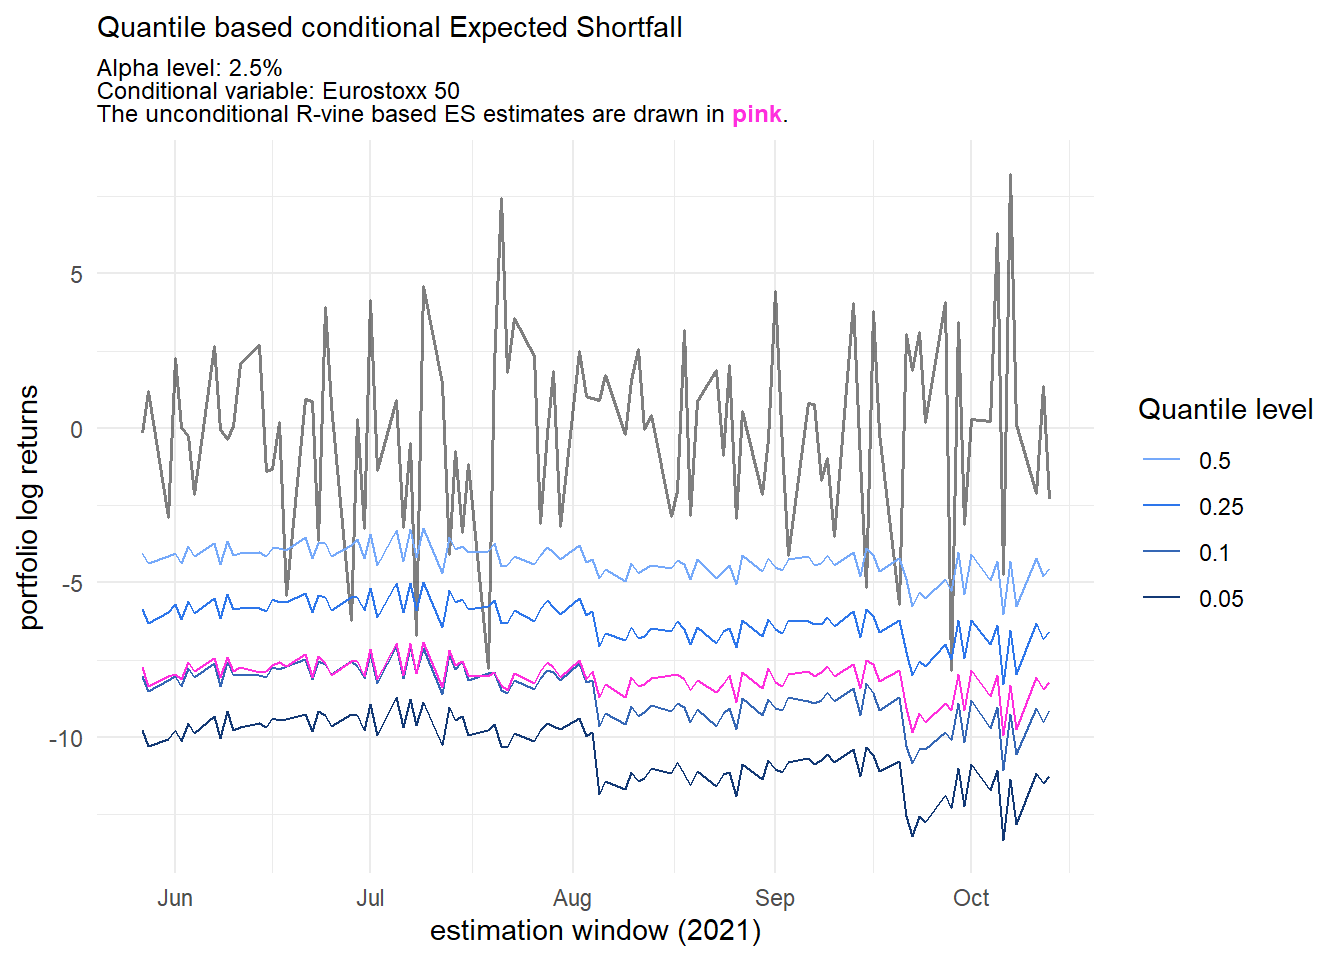 Quantile based conditional Expected Shortfall
Alpha level: 2.5%
Conditional variable: Eurostoxx 50
The unconditional R-vine based ES estimates are drawn in pink.
portfolio log returns
5
0
-5
-10
Jun Jul Aug Sep Oct
estimation window (2021)
Quantile level
0.5
0.25
0.1
0.05